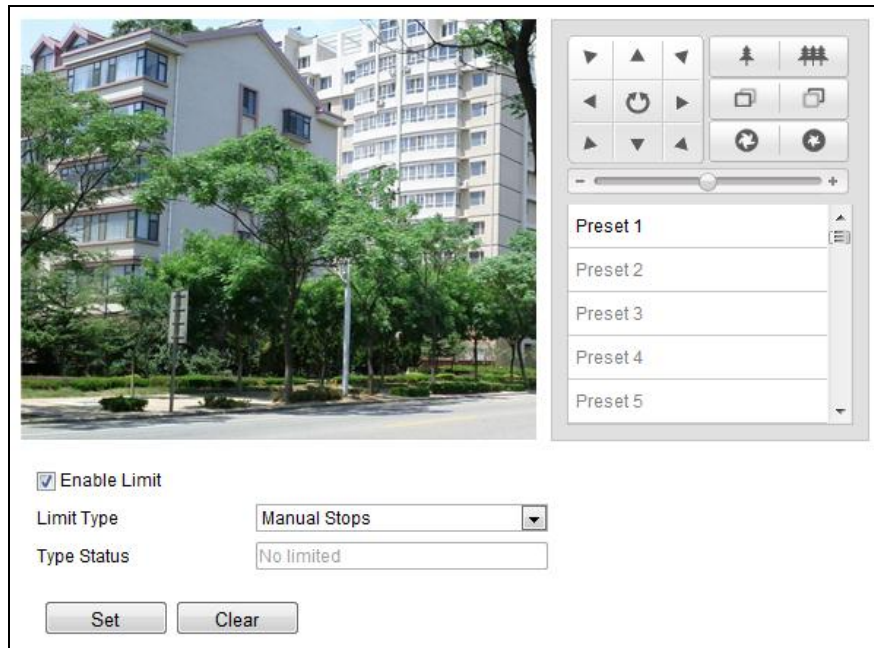 - +
Preset 1
Preset 2
Preset 3
Preset 4
Preset 5
Enable Limit
Limit Type Manual Stops
Type Status No limited
Set Clear